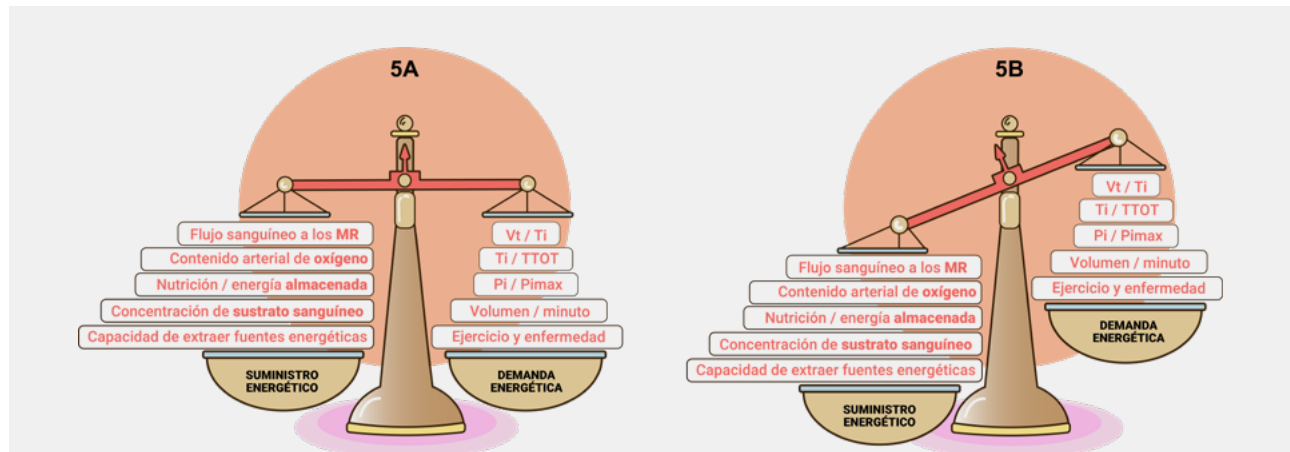 5A
Flujo sanguíneo a los MR
Contenido arterial de oxígeno
Nutrición / energía almacenada
Concentración de sustrato sanguíneo
Capacidad de extraer fuentes energéticas
SUMINISTRO
ENERGÉTICO
Vt / Ti
Ti / TTOT
Pi / Pimax
Volumen / minuto
Ejercicio y enfermedad
DEMANDA
ENERGÉTICA
5B
Flujo sanguíneo a los MR
Contenido arterial de oxígeno
Nutrición / energía almacenada
Concentración de sustrato sanguíneo
Capacidad de extraer fuentes energéticas
SUMINISTRO
ENERGÉTICO
Vt / Ti
Ti / TTOT
Pi / Pimax
Volumen / minuto
Ejercicio y enfermedad
DEMANDA
ENERGÉTICA